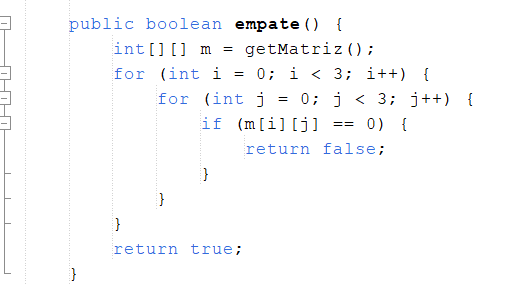 public boolean empate() {
    int[][] m = getMatriz();
    for (int i = 0; i < 3; i++) {
        for (int j = 0; j < 3; j++) {
            if (m[i][j] == 0) {
                return false;
            }
        }
    }
    return true;
}